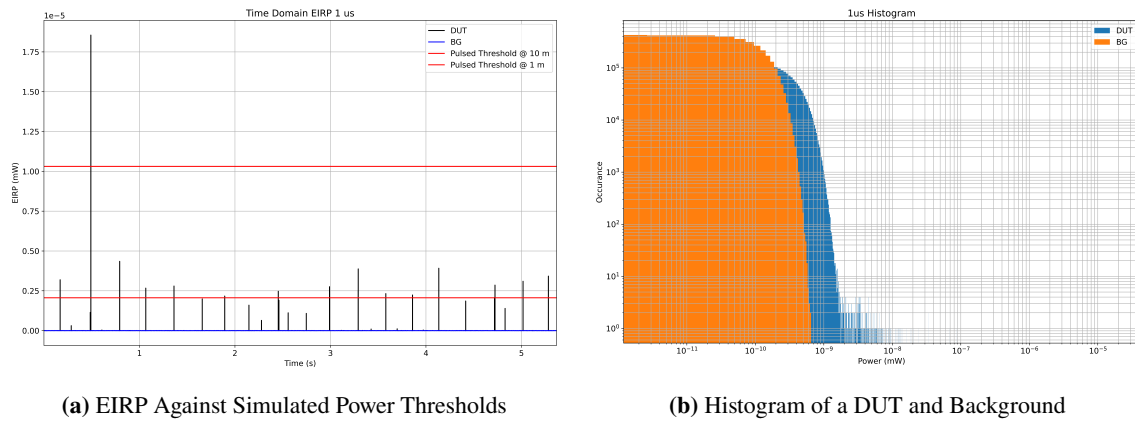 Time Domain EIRP 1 us
1e−5
DUT
BG
Pulsed Threshold @ 10 m
Pulsed Threshold @ 1 m
1.75
1.50
1.25
1.00
0.75
0.50
0.25
0.00
EIRP (mW)
1 2 3 4 5
Time (s)
1us Histogram
DUT
BG
10^5
10^4
10^3
10^2
10^1
10^0
Occurance
10^−11 10^−10 10^−9 10^−8 10^−7 10^−6 10^−5
Power (mW)
(a) EIRP Against Simulated Power Thresholds
(b) Histogram of a DUT and Background